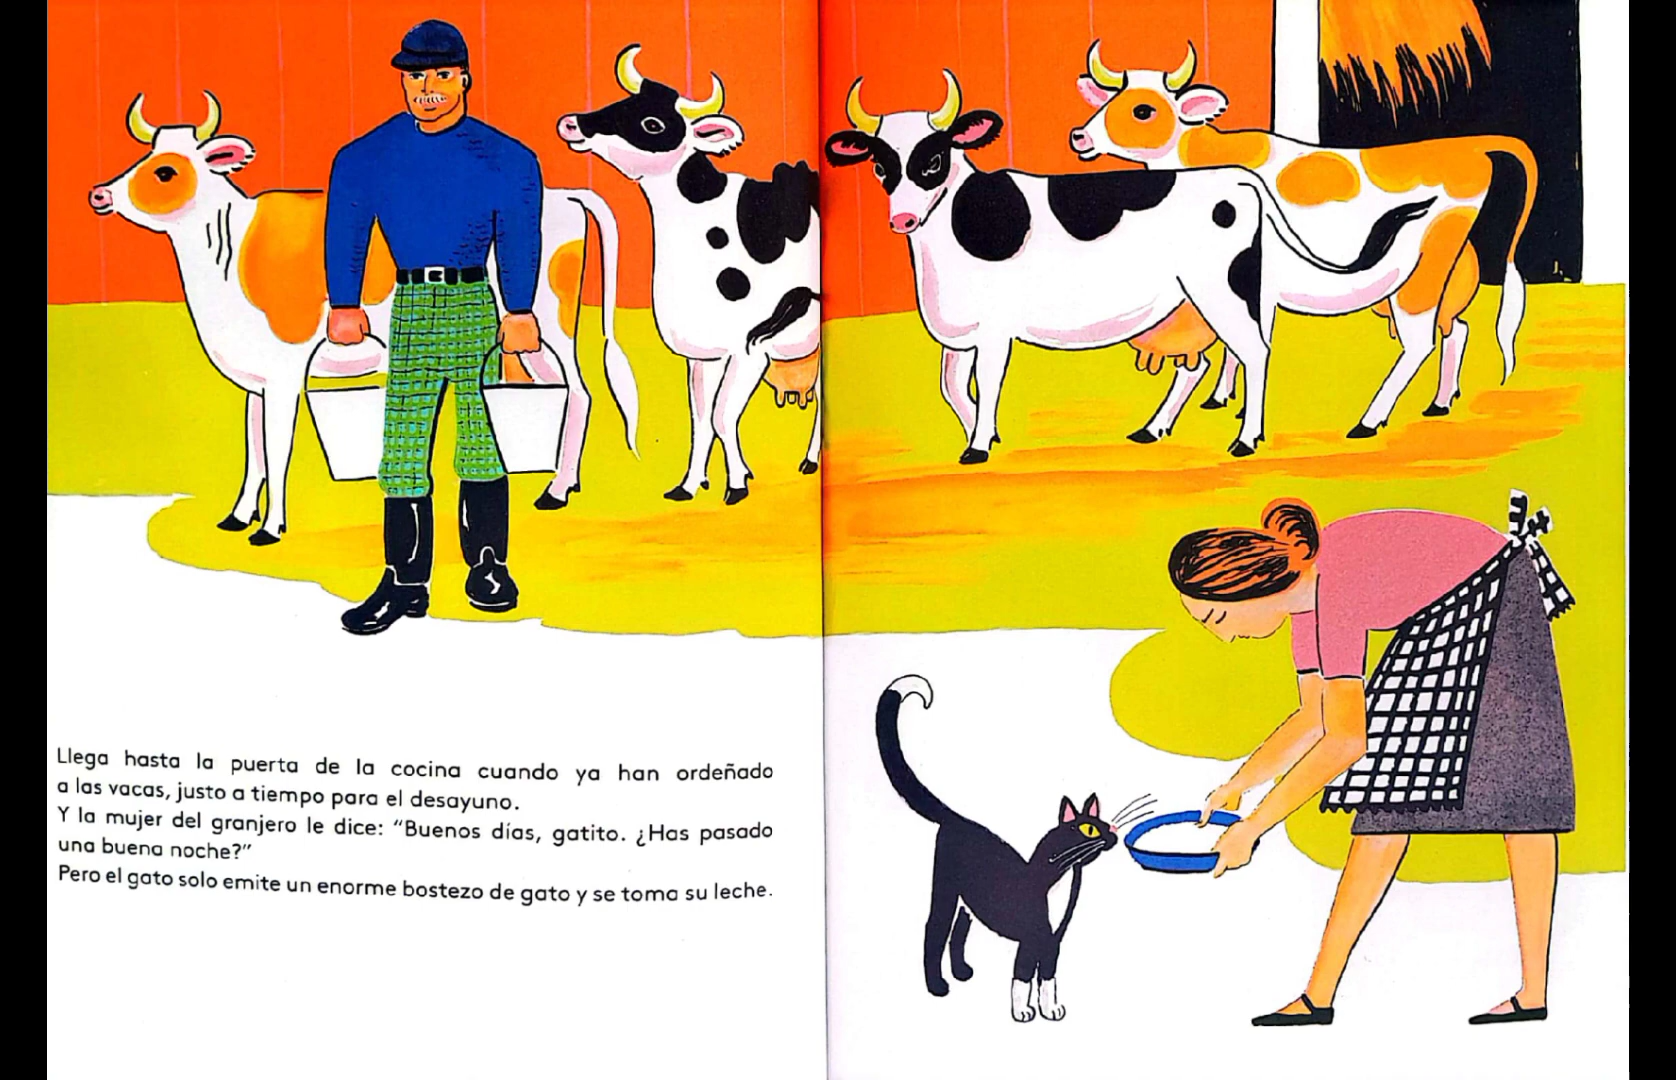 Llega hasta la puerta de la cocina cuando ya han ordeñado
a las vacas, justo a tiempo para el desayuno.
Y la mujer del granjero le dice: “Buenos días, gatito. ¿Has pasado
una buena noche?”
Pero el gato solo emite un enorme bostezo de gato y se toma su leche.